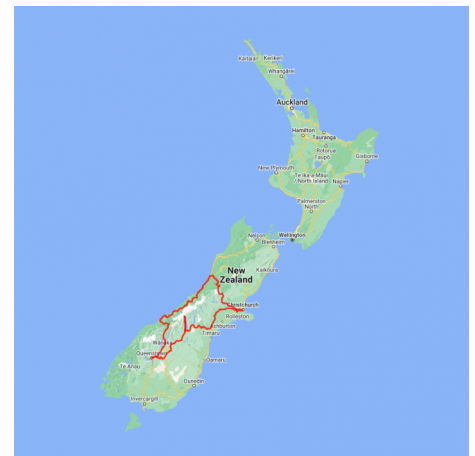 Kaitaia
Kerikeri
Whangārei
Auckland
Hamilton
Tauranga
Rotorua
Taupō
Gisborne
New Plymouth
Te Ika-a-Māui
North Island
Napier
Palmerston
North
Nelson
Wellington
Blenheim
New
Zealand
Kaikōura
Christchurch
Rolleston
Ashburton
Timaru
Wānaka
Queenstown
Oamaru
Te Anau
Dunedin
Invercargill